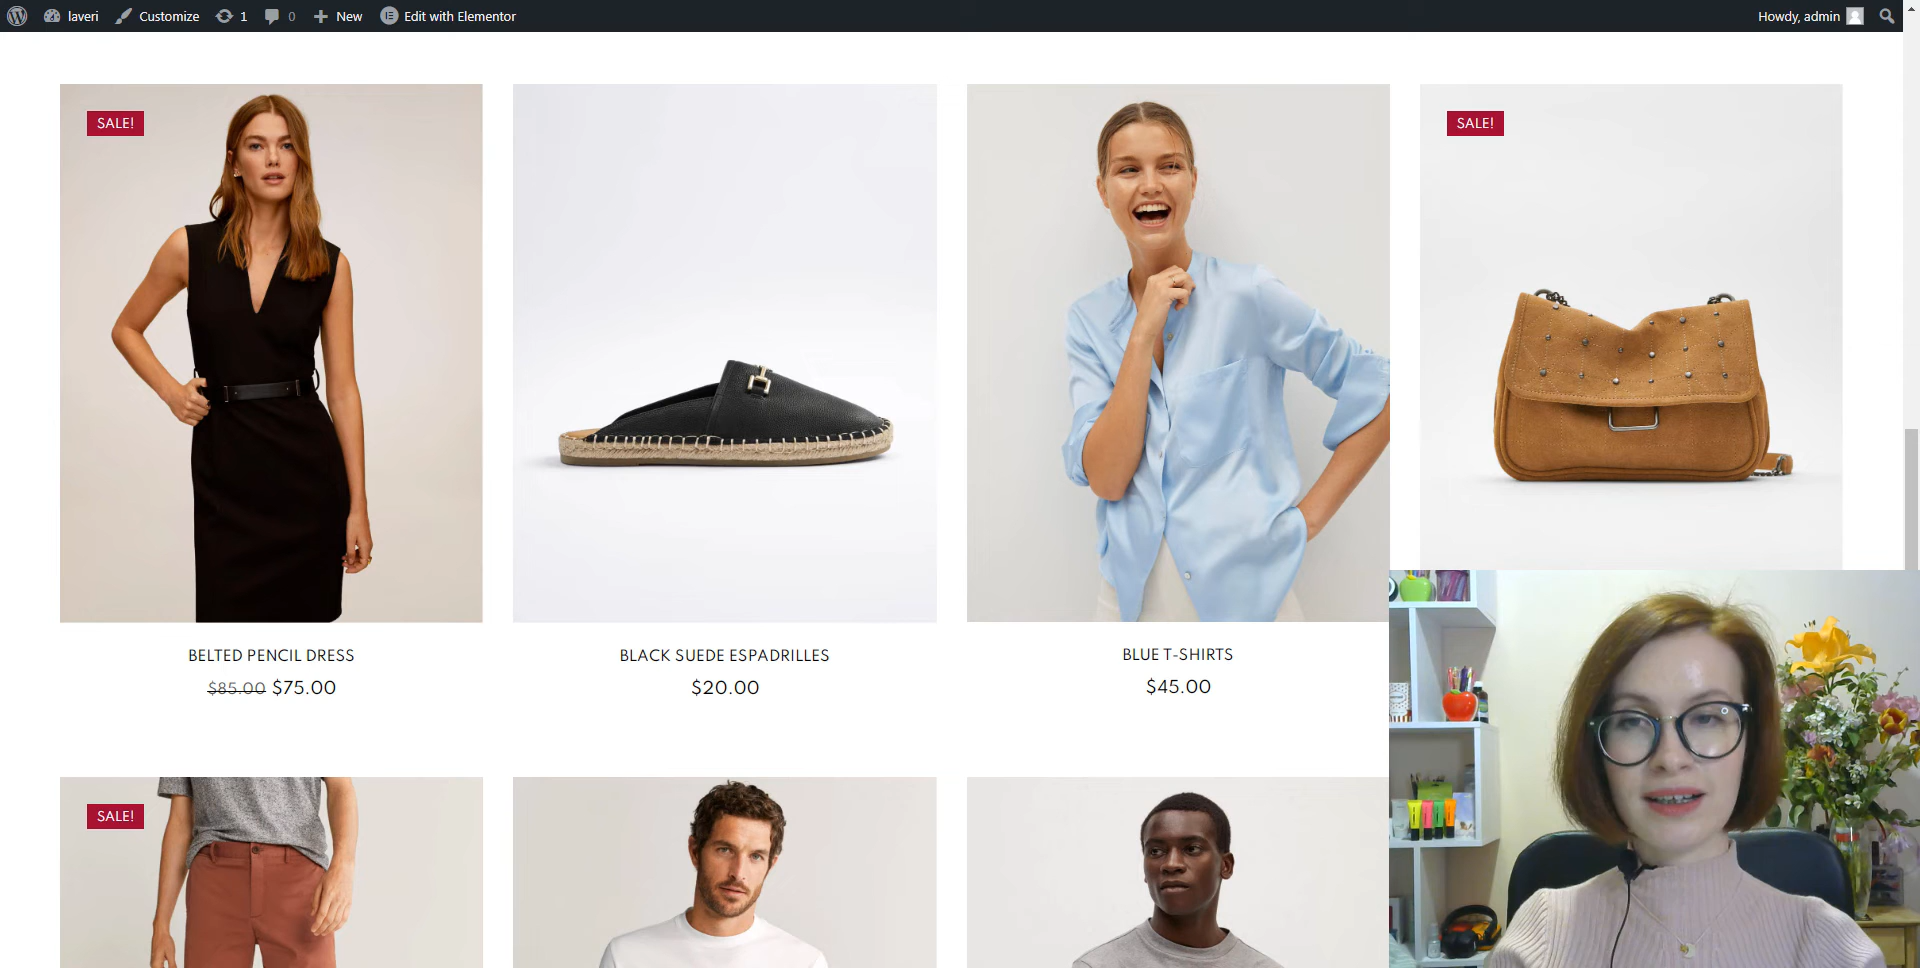 laveri Customize 1 0 New Edit with Elementor Howdy, admin
SALE! SALE!
BELTED PENCIL DRESS BLACK SUEDE ESPADRILLES BLUE T-SHIRTS
$85.00 $75.00 $20.00 $45.00
SALE!